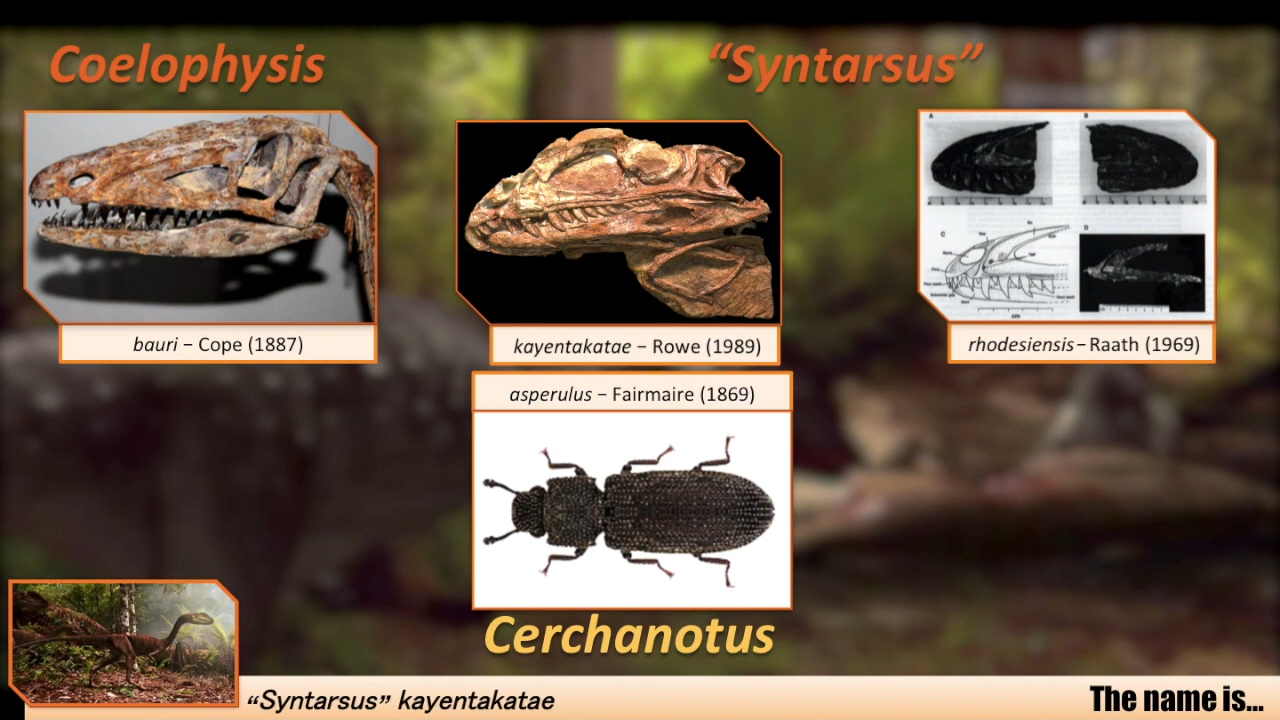 Coelophysis
“Syntarsus”
A
B
C
D
bauri – Cope (1887)
kayentakatae – Rowe (1989)
rhodesiensis – Raath (1969)
asperulus – Fairmaire (1869)
Cerchanotus
“Syntarsus” kayentakatae
The name is...